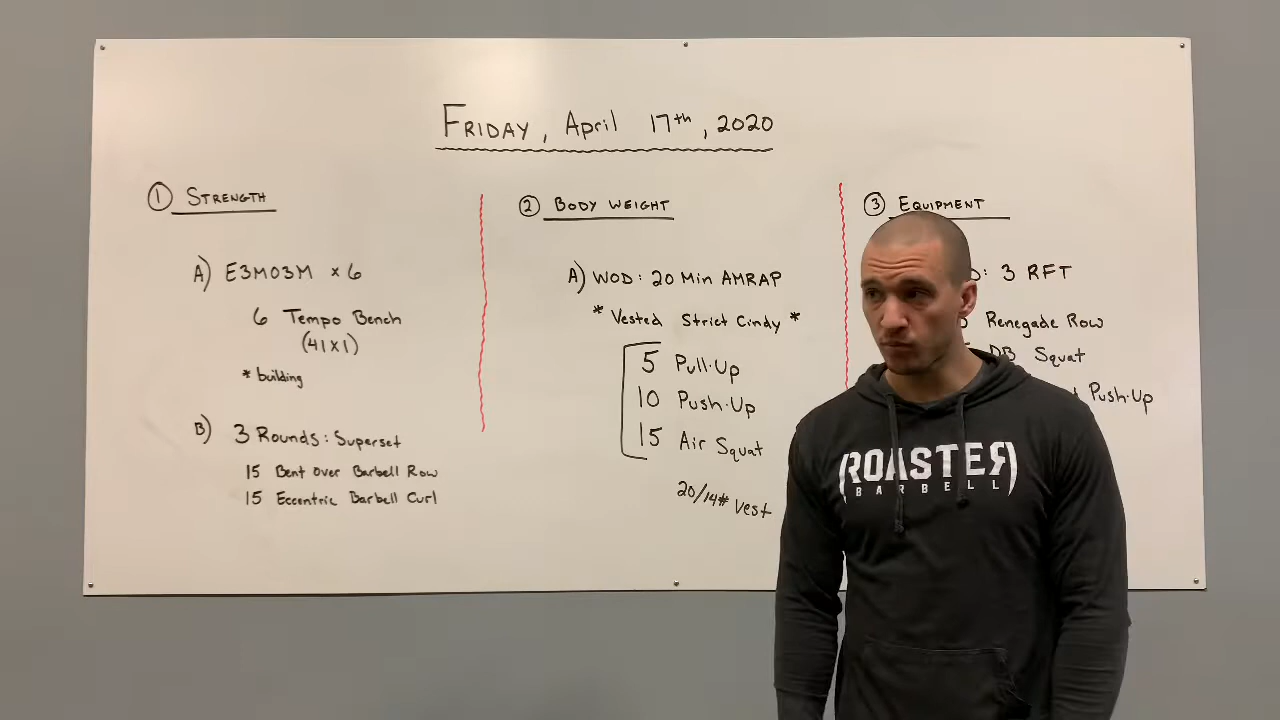 FRIDAY, April 17th, 2020
① STRENGTH
A) E3MO3M x 6
6 Tempo Bench
(41x1)
* building
B) 3 Rounds: Superset
15 Bent Over Barbell Row
15 Eccentric Barbell Curl
② BODY WEIGHT
A) WOD: 20 Min AMRAP
* Vested Strict Cindy *
5 Pull-Up
10 Push-Up
15 Air Squat
20/14# Vest
③ EQUIPMENT
: 3 RFT
Renegade Row
DB Squat
Push-Up
(ROASTER)
BARBELL